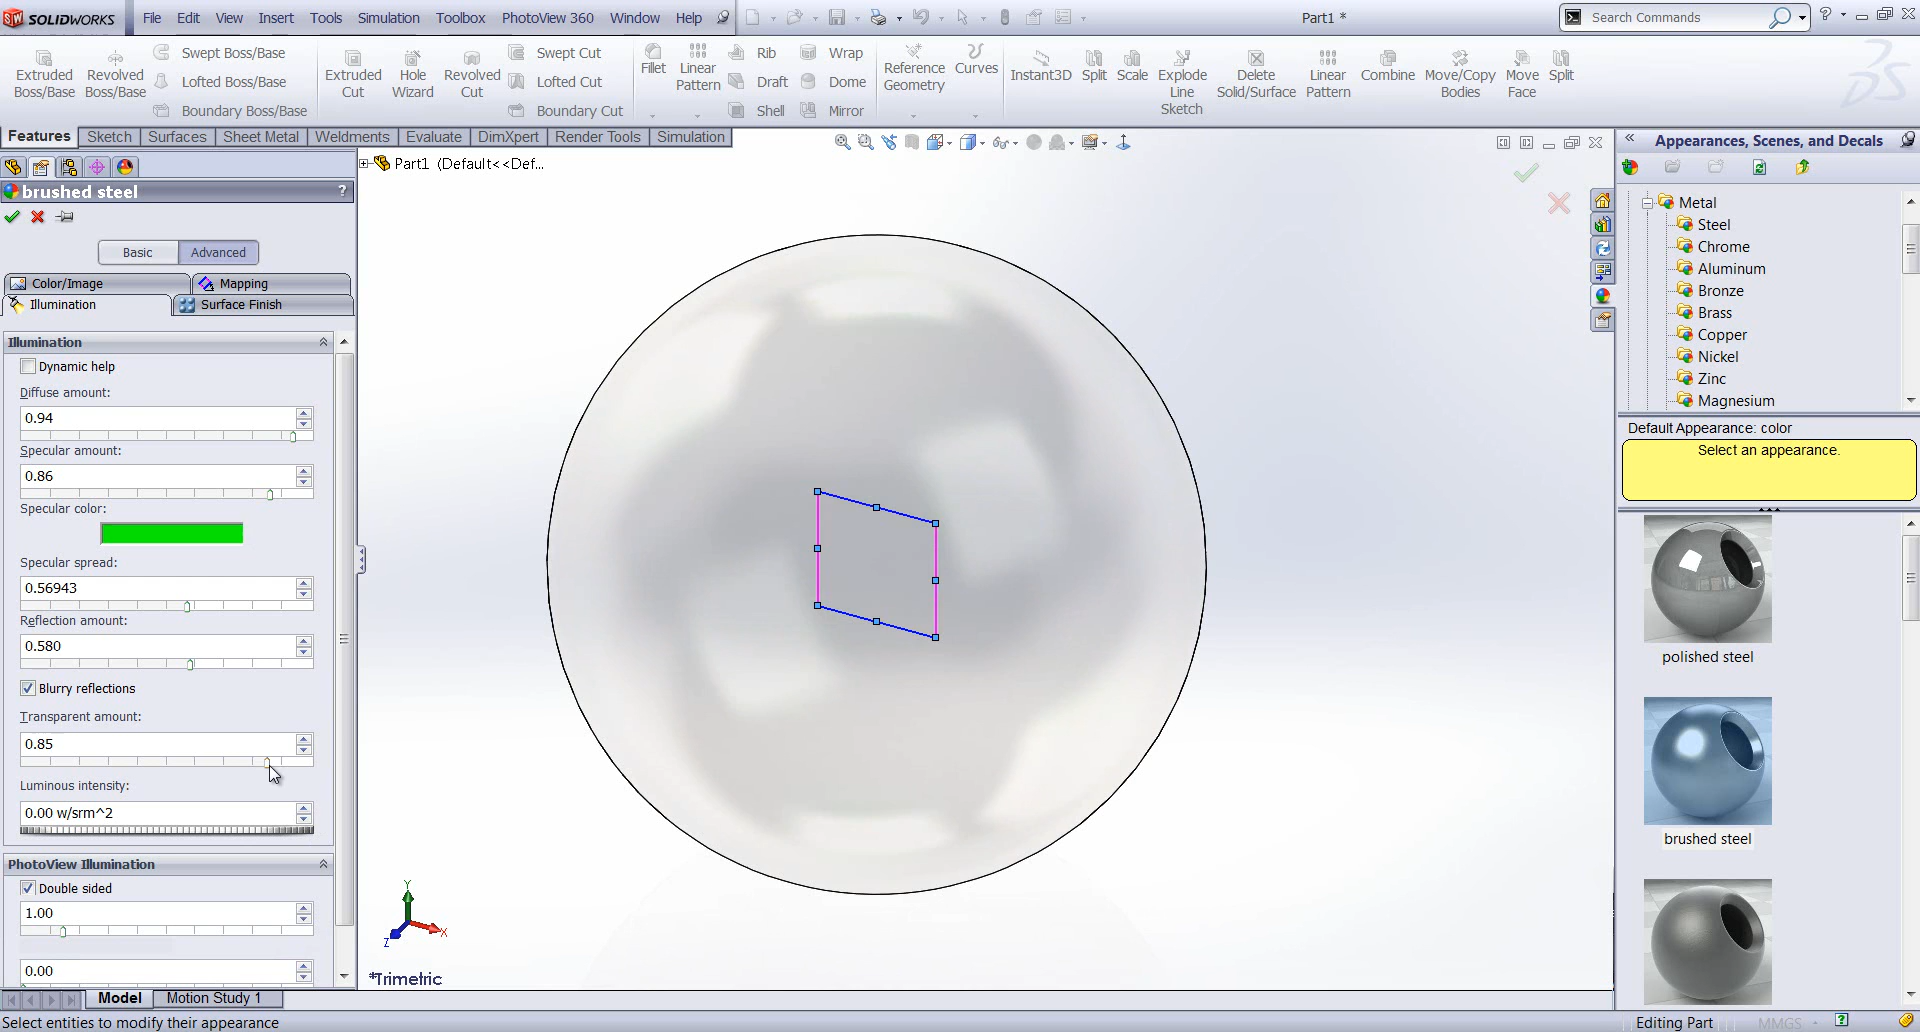 SOLIDWORKS File Edit View Insert Tools Simulation Toolbox PhotoView 360 Window Help Part1 * Search Commands
Extruded Boss/Base
Revolved Boss/Base
Swept Boss/Base
Lofted Boss/Base
Boundary Boss/Base
Extruded Cut
Hole Wizard
Revolved Cut
Swept Cut
Lofted Cut
Boundary Cut
Fillet
Linear Pattern
Rib
Draft
Shell
Wrap
Dome
Mirror
Reference Geometry
Curves
Instant3D
Split
Scale
Explode Line Sketch
Delete Solid/Surface
Linear Pattern
Combine
Move/Copy Bodies
Move Face
Split
Features Sketch Surfaces Sheet Metal Weldments Evaluate DimXpert Render Tools Simulation
Part1 (Default<<Def...
brushed steel ?
Basic Advanced
Color/Image Mapping
Illumination Surface Finish
Illumination
Dynamic help
Diffuse amount:
0.94
Specular amount:
0.86
Specular color:
Specular spread:
0.56943
Reflection amount:
0.580
Blurry reflections
Transparent amount:
0.85
Luminous intensity:
0.00 w/srm^2
PhotoView Illumination
Double sided
1.00
0.00
Y
X
Z
*Trimetric
Appearances, Scenes, and Decals
Metal
Steel
Chrome
Aluminum
Bronze
Brass
Copper
Nickel
Zinc
Magnesium
Default Appearance: color
Select an appearance.
polished steel
brushed steel
Model Motion Study 1
Select entities to modify their appearance Editing Part MMGS